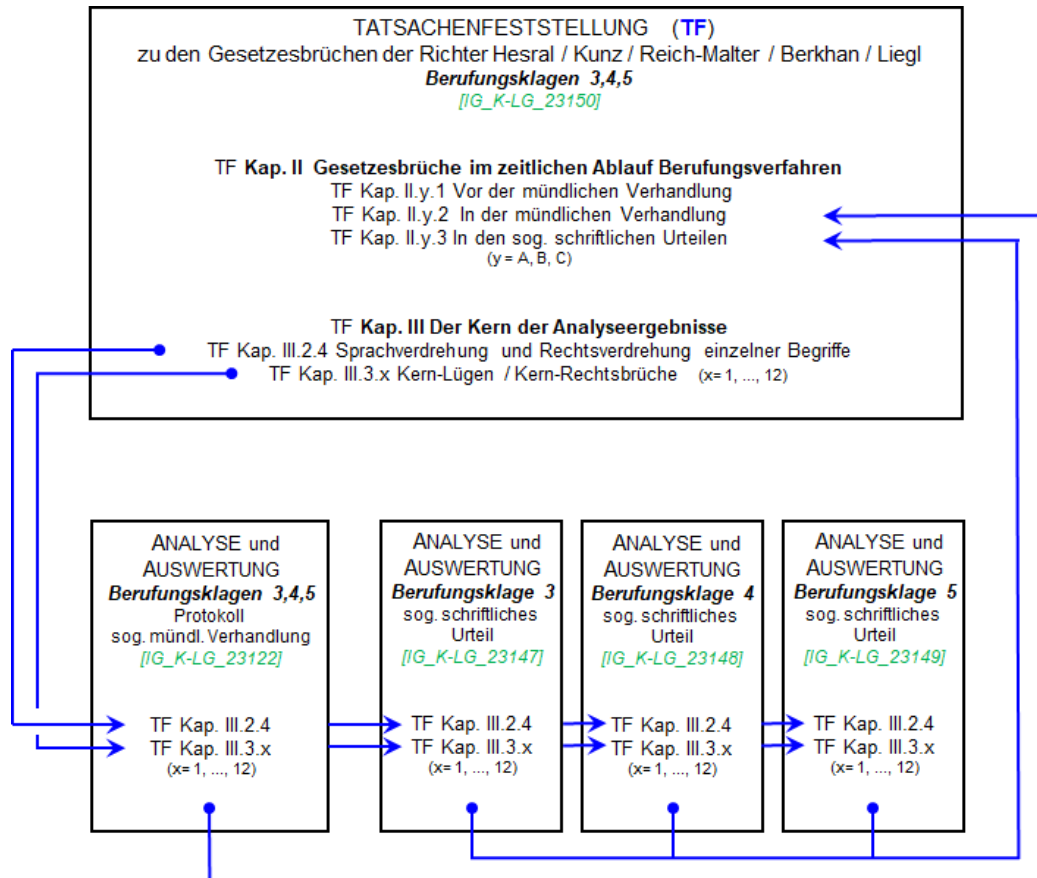 TATSACHENFESTSTELLUNG (TF)
zu den Gesetzesbrüchen der Richter Hesral / Kunz / Reich-Malter / Berkhan / Liegl
Berufungsklagen 3,4,5
[IG_K-LG_23150]
TF Kap. II Gesetzesbrüche im zeitlichen Ablauf Berufungsverfahren
TF Kap. II.y.1 Vor der mündlichen Verhandlung
TF Kap. II.y.2 In der mündlichen Verhandlung
TF Kap. II.y.3 In den sog. schriftlichen Urteilen
(y = A, B, C)
TF Kap. III Der Kern der Analyseergebnisse
TF Kap. III.2.4 Sprachverdrehung und Rechtsverdrehung einzelner Begriffe
TF Kap. III.3.x Kern-Lügen / Kern-Rechtsbrüche (x= 1, ..., 12)
ANALYSE und
AUSWERTUNG
Berufungsklagen 3,4,5
Protokoll
sog. mündl. Verhandlung
[IG_K-LG_23122]
TF Kap. III.2.4
TF Kap. III.3.x
(x= 1, ..., 12)
ANALYSE und
AUSWERTUNG
Berufungsklage 3
sog. schriftliches
Urteil
[IG_K-LG_23147]
TF Kap. III.2.4
TF Kap. III.3.x
(x= 1, ..., 12)
ANALYSE und
AUSWERTUNG
Berufungsklage 4
sog. schriftliches
Urteil
[IG_K-LG_23148]
TF Kap. III.2.4
TF Kap. III.3.x
(x= 1, ..., 12)
ANALYSE und
AUSWERTUNG
Berufungsklage 5
sog. schriftliches
Urteil
[IG_K-LG_23149]
TF Kap. III.2.4
TF Kap. III.3.x
(x= 1, ..., 12)